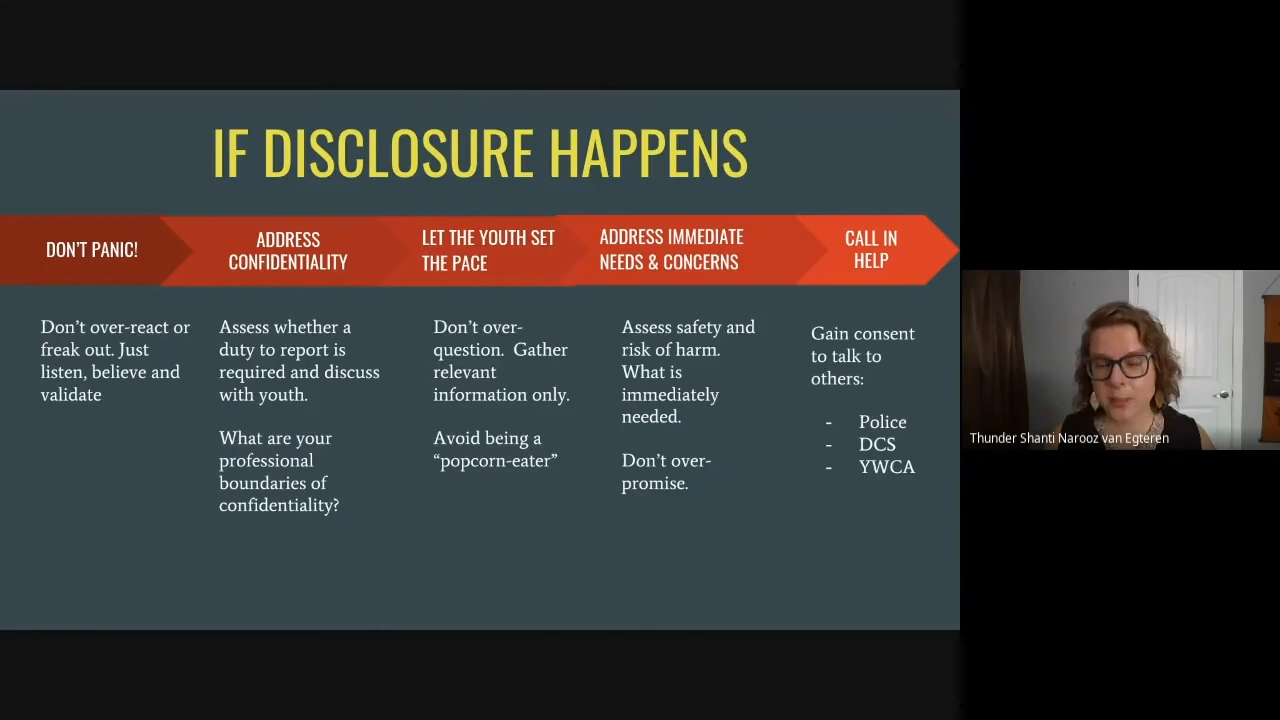 IF DISCLOSURE HAPPENS
DON'T PANIC!
ADDRESS
CONFIDENTIALITY
LET THE YOUTH SET
THE PACE
ADDRESS IMMEDIATE
NEEDS & CONCERNS
CALL IN
HELP
Don't over-react or
freak out. Just
listen, believe and
validate
Assess whether a
duty to report is
required and discuss
with youth.
What are your
professional
boundaries of
confidentiality?
Don't over-
question. Gather
relevant
information only.
Avoid being a
“popcorn-eater”
Assess safety and
risk of harm.
What is
immediately
needed.
Don't over-
promise.
Gain consent
to talk to
others:
- Police
- DCS
- YWCA
Thunder Shanti Narooz van Egteren